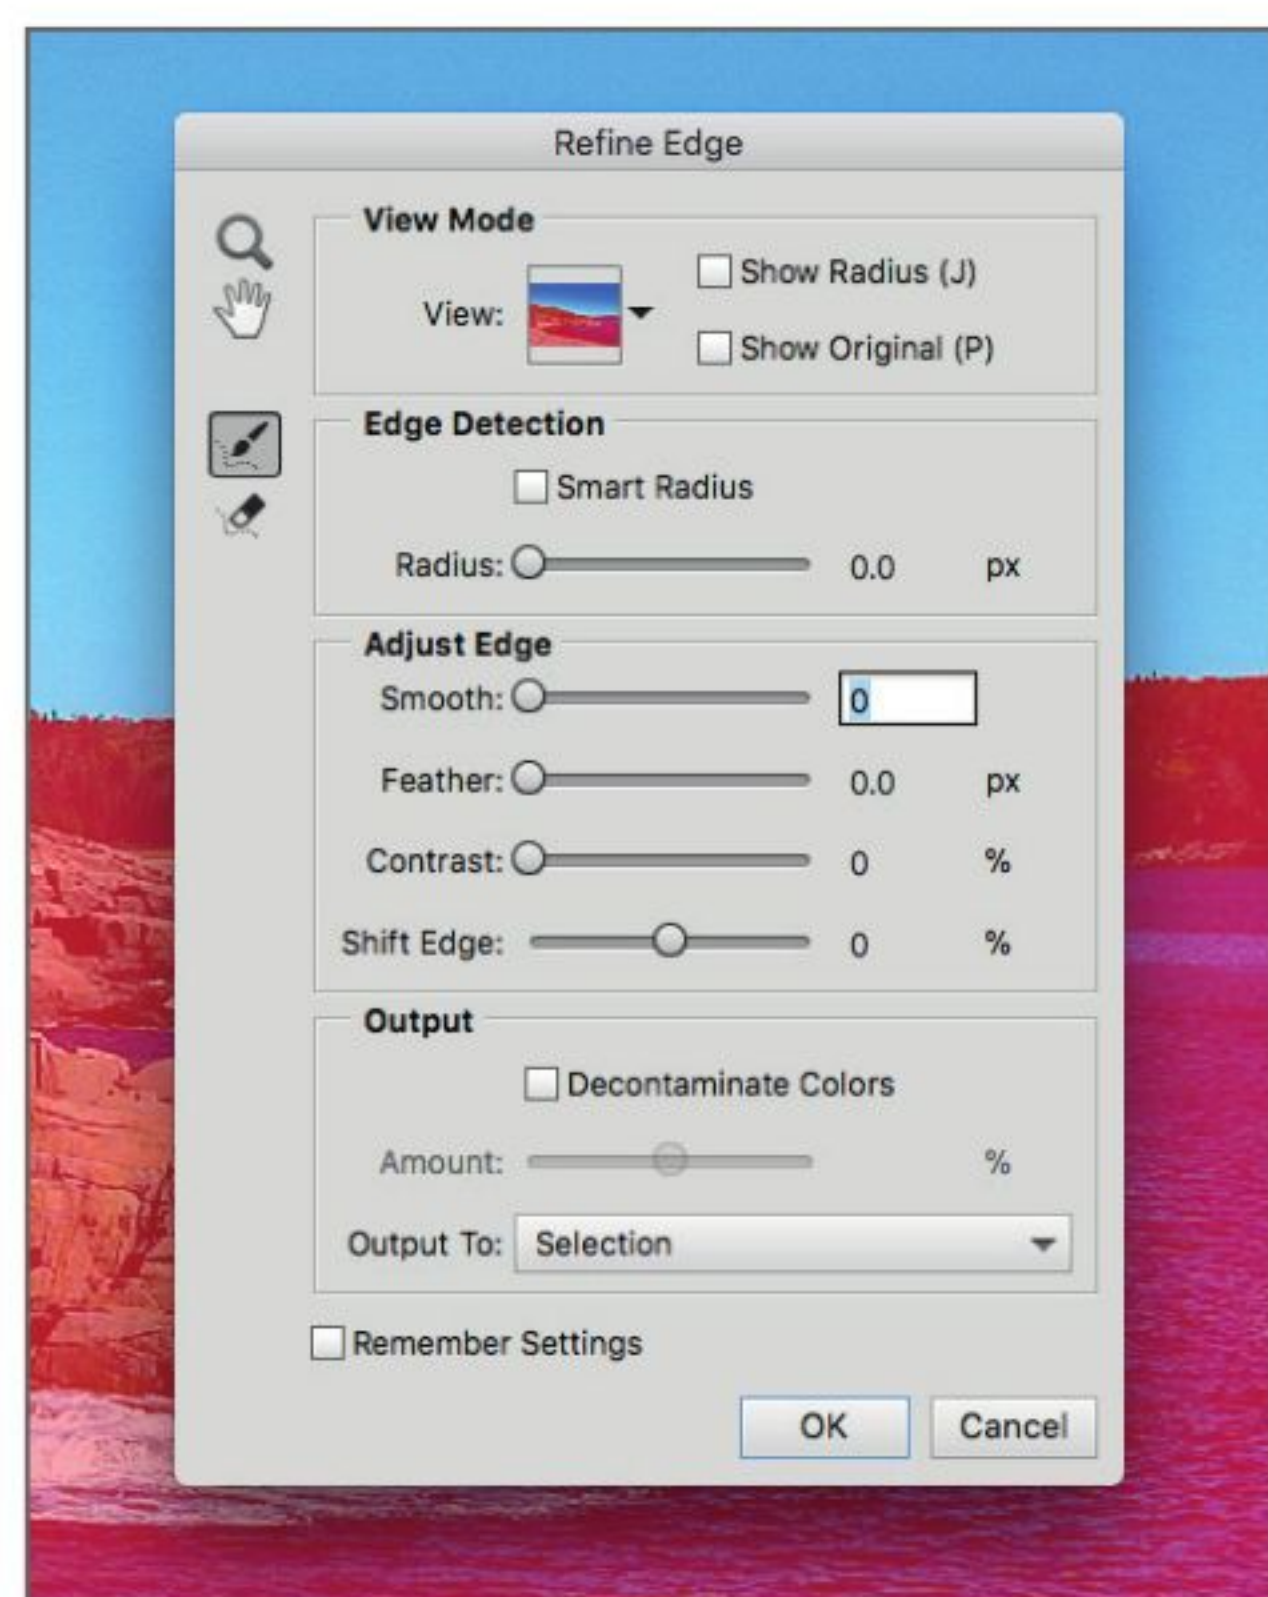 Refine Edge
View Mode
View:
Show Radius (J)
Show Original (P)
Edge Detection
Smart Radius
Radius: 0.0 px
Adjust Edge
Smooth: 0
Feather: 0.0 px
Contrast: 0 %
Shift Edge: 0 %
Output
Decontaminate Colors
Amount: %
Output To: Selection
Remember Settings
OK Cancel